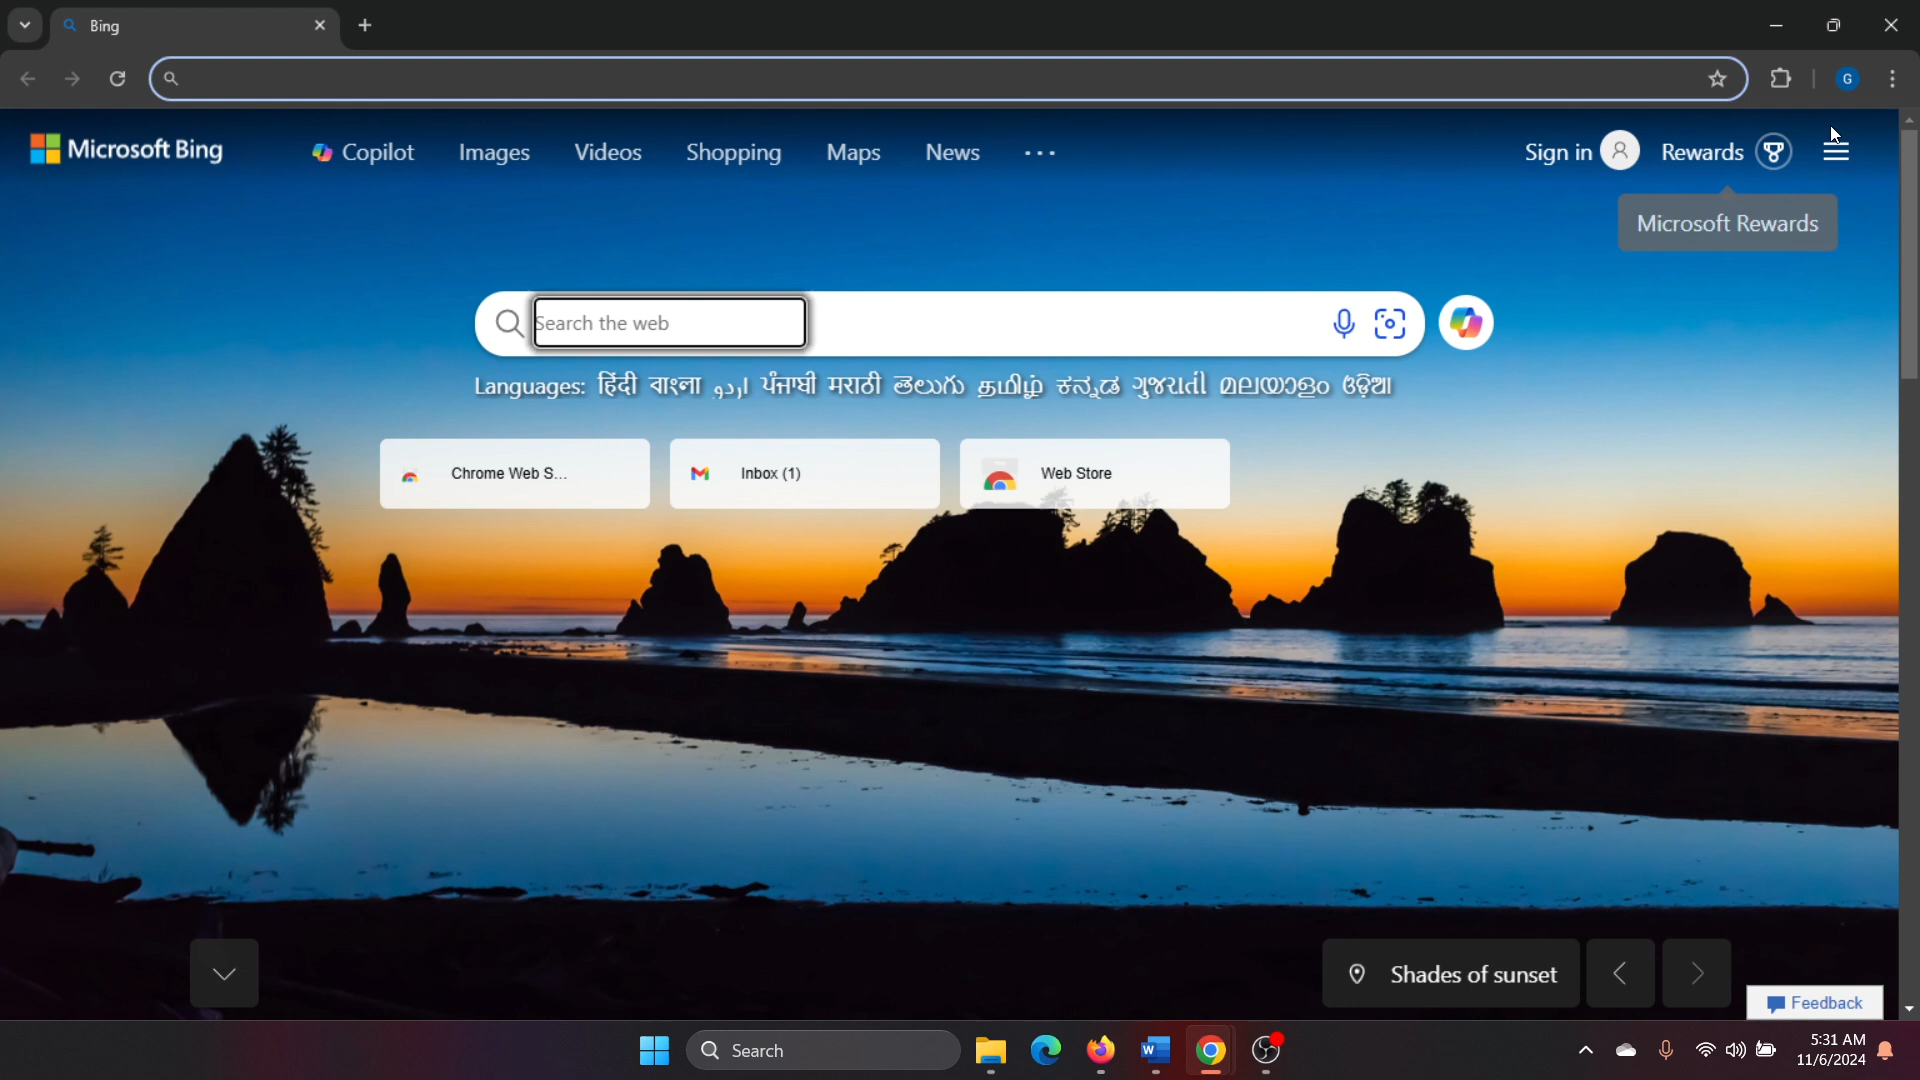 Bing
G
Microsoft Bing
Copilot
Images
Videos
Shopping
Maps
News
Sign in
Rewards
Microsoft Rewards
Search the web
Languages: हिंदी বাংলা اردو ਪੰਜਾਬੀ मराठी తెలుగు தமிழ் ಕನ್ನಡ ગુજરાતી മലയാളം ଓଡ଼ିଆ
Chrome Web S...
Inbox (1)
Web Store
Shades of sunset
Feedback
Search
W
5:31 AM
11/6/2024